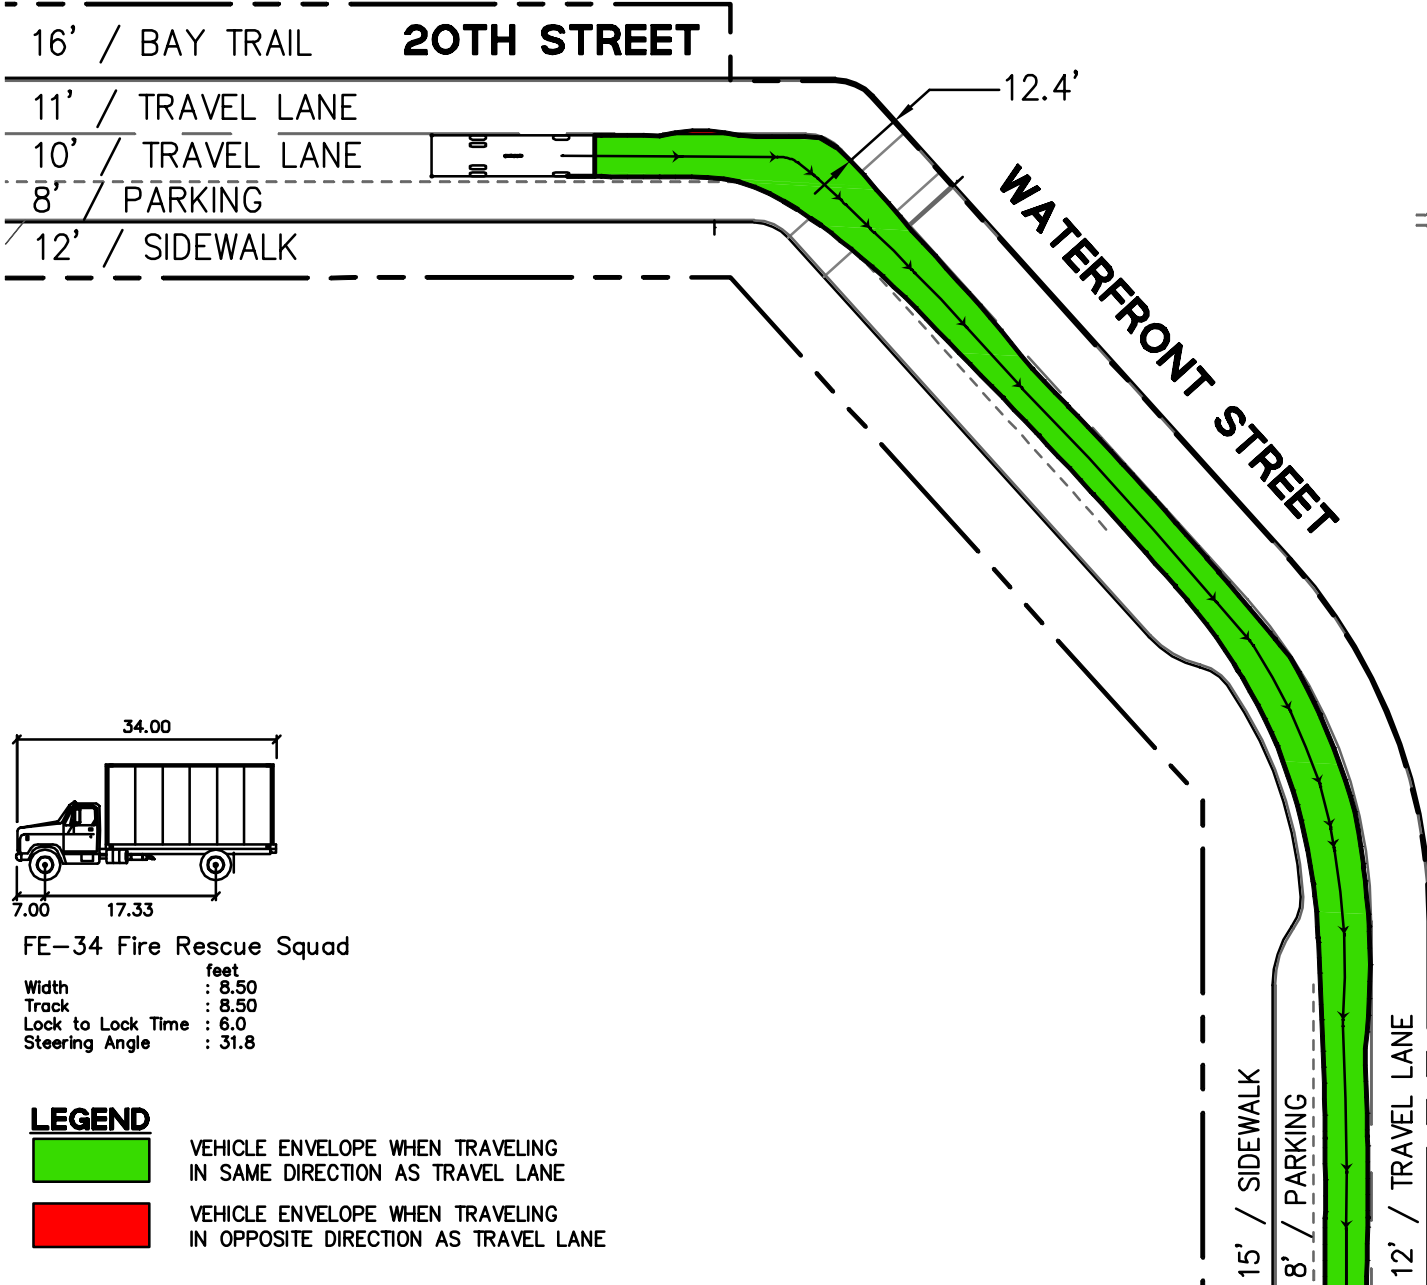 16' / BAY TRAIL
20TH STREET
11' / TRAVEL LANE
10' / TRAVEL LANE
8' / PARKING
12' / SIDEWALK
12.4'
WATERFRONT STREET
34.00
7.00
17.33
FE-34 Fire Rescue Squad
feet
Width : 8.50
Track : 8.50
Lock to Lock Time : 6.0
Steering Angle : 31.8
LEGEND
VEHICLE ENVELOPE WHEN TRAVELING
IN SAME DIRECTION AS TRAVEL LANE
VEHICLE ENVELOPE WHEN TRAVELING
IN OPPOSITE DIRECTION AS TRAVEL LANE
15' / SIDEWALK
8' / PARKING
12' / TRAVEL LANE